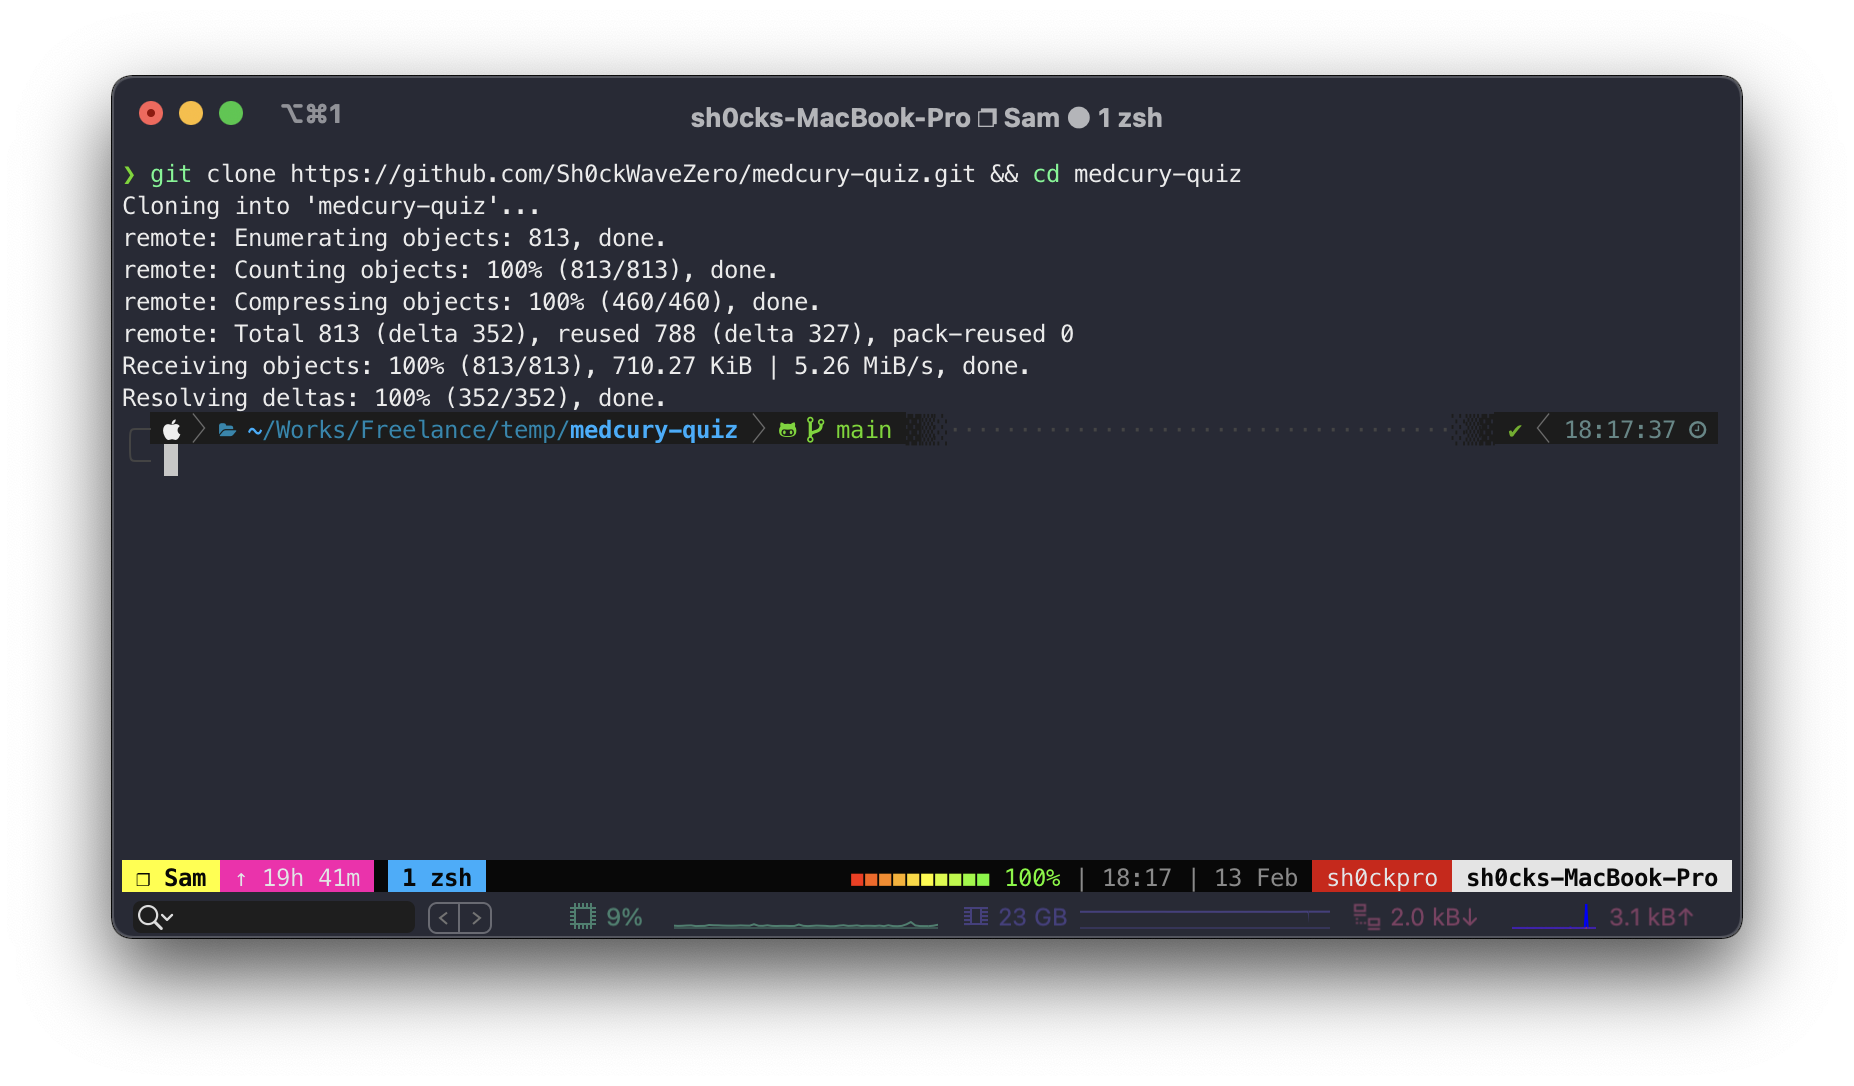 ⌥⌘1
sh0cks-MacBook-Pro ❐ Sam ● 1 zsh
❯ git clone https://github.com/Sh0ckWaveZero/medcury-quiz.git && cd medcury-quiz
Cloning into 'medcury-quiz'...
remote: Enumerating objects: 813, done.
remote: Counting objects: 100% (813/813), done.
remote: Compressing objects: 100% (460/460), done.
remote: Total 813 (delta 352), reused 788 (delta 327), pack-reused 0
Receiving objects: 100% (813/813), 710.27 KiB | 5.26 MiB/s, done.
Resolving deltas: 100% (352/352), done.
~/Works/Freelance/temp/medcury-quiz main ✔ 18:17:37
❐ Sam ↑ 19h 41m 1 zsh 100% | 18:17 | 13 Feb sh0ckpro sh0cks-MacBook-Pro
9% 23 GB 2.0 kB↓ 3.1 kB↑